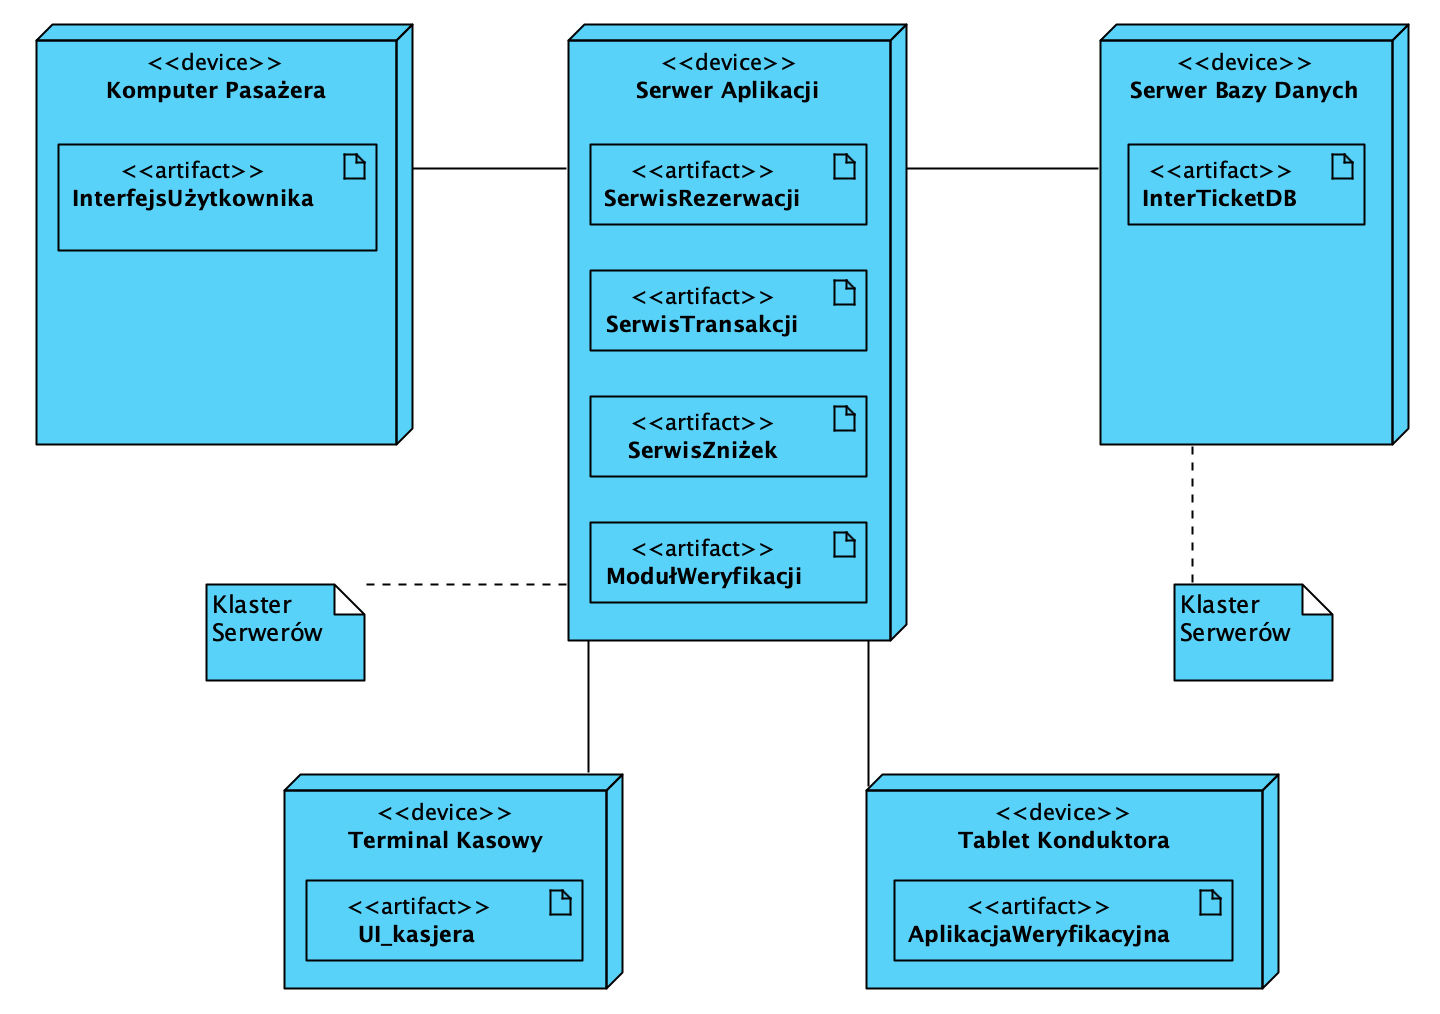 <<device>>
Komputer Pasażera
<<artifact>>
InterfejsUżytkownika
<<device>>
Serwer Aplikacji
<<artifact>>
SerwisRezerwacji
<<artifact>>
SerwisTransakcji
<<artifact>>
SerwisZniżek
<<artifact>>
ModułWeryfikacji
<<device>>
Serwer Bazy Danych
<<artifact>>
InterTicketDB
Klaster
Serwerów
Klaster
Serwerów
<<device>>
Terminal Kasowy
<<artifact>>
UI_kasjera
<<device>>
Tablet Konduktora
<<artifact>>
AplikacjaWeryfikacyjna